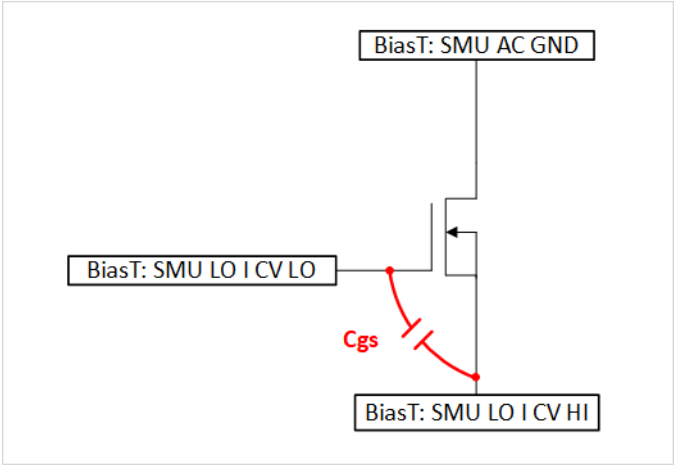 BiasT: SMU AC GND
BiasT: SMU LO I CV LO
Cgs
BiasT: SMU LO I CV HI